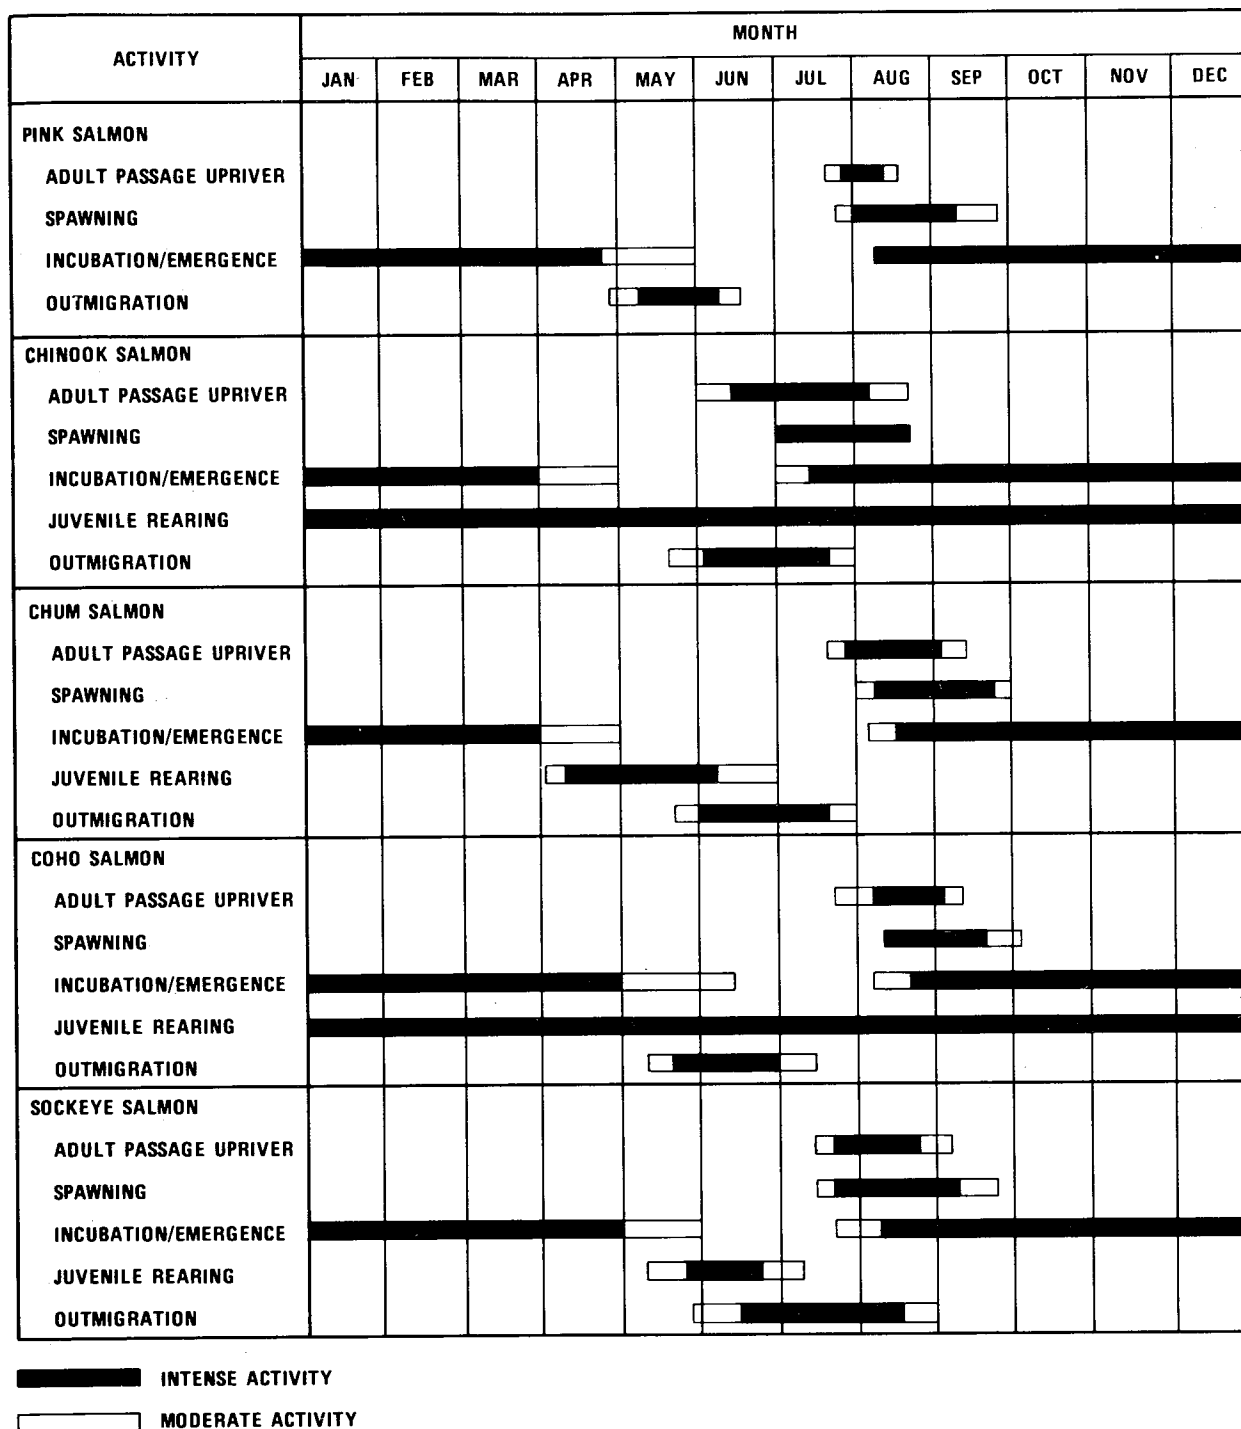 ACTIVITY
MONTH
JAN FEB MAR APR MAY JUN JUL AUG SEP OCT NOV DEC
PINK SALMON
ADULT PASSAGE UPRIVER
SPAWNING
INCUBATION/EMERGENCE
OUTMIGRATION
CHINOOK SALMON
ADULT PASSAGE UPRIVER
SPAWNING
INCUBATION/EMERGENCE
JUVENILE REARING
OUTMIGRATION
CHUM SALMON
ADULT PASSAGE UPRIVER
SPAWNING
INCUBATION/EMERGENCE
JUVENILE REARING
OUTMIGRATION
COHO SALMON
ADULT PASSAGE UPRIVER
SPAWNING
INCUBATION/EMERGENCE
JUVENILE REARING
OUTMIGRATION
SOCKEYE SALMON
ADULT PASSAGE UPRIVER
SPAWNING
INCUBATION/EMERGENCE
JUVENILE REARING
OUTMIGRATION
INTENSE ACTIVITY
MODERATE ACTIVITY